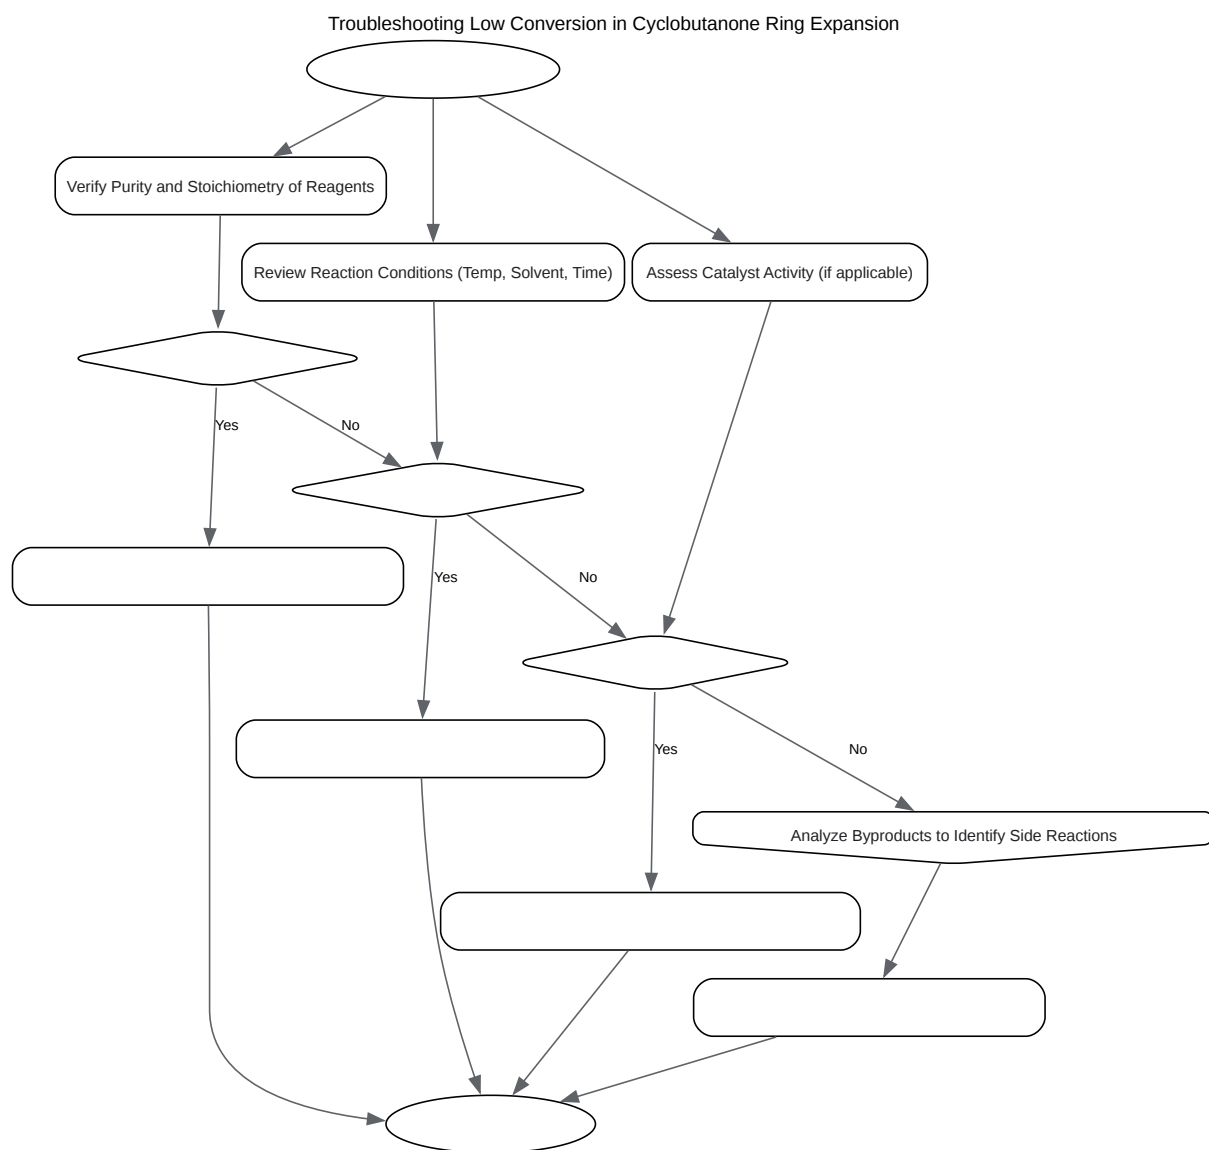 Troubleshooting Low Conversion in Cyclobutanone Ring Expansion
Verify Purity and Stoichiometry of Reagents
Review Reaction Conditions (Temp, Solvent, Time)
Assess Catalyst Activity (if applicable)
Yes
No
Yes
No
Yes
No
Analyze Byproducts to Identify Side Reactions